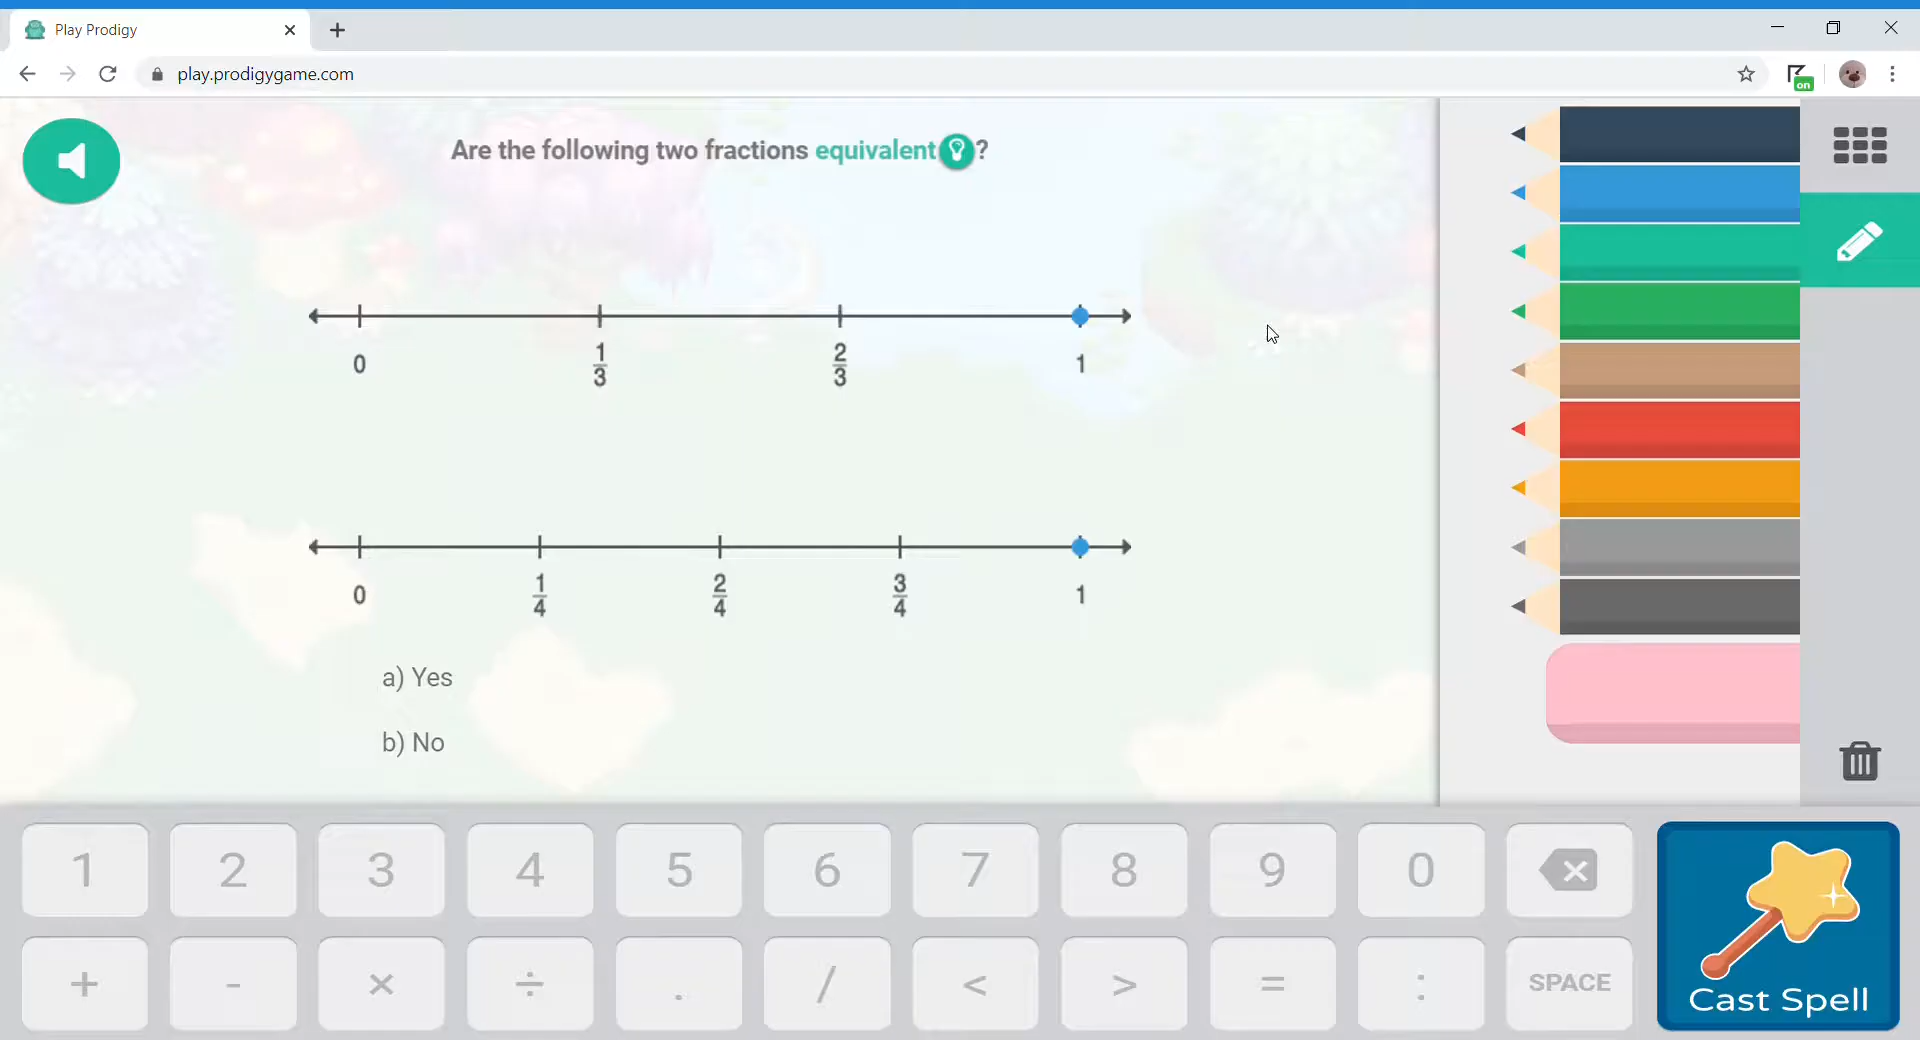 Play Prodigy
play.prodigygame.com
on
Are the following two fractions equivalent ?
0 1/3 2/3 1
0 1/4 2/4 3/4 1
a) Yes
b) No
1 2 3 4 5 6 7 8 9 0
+ - × ÷ . / < > = : SPACE
Cast Spell